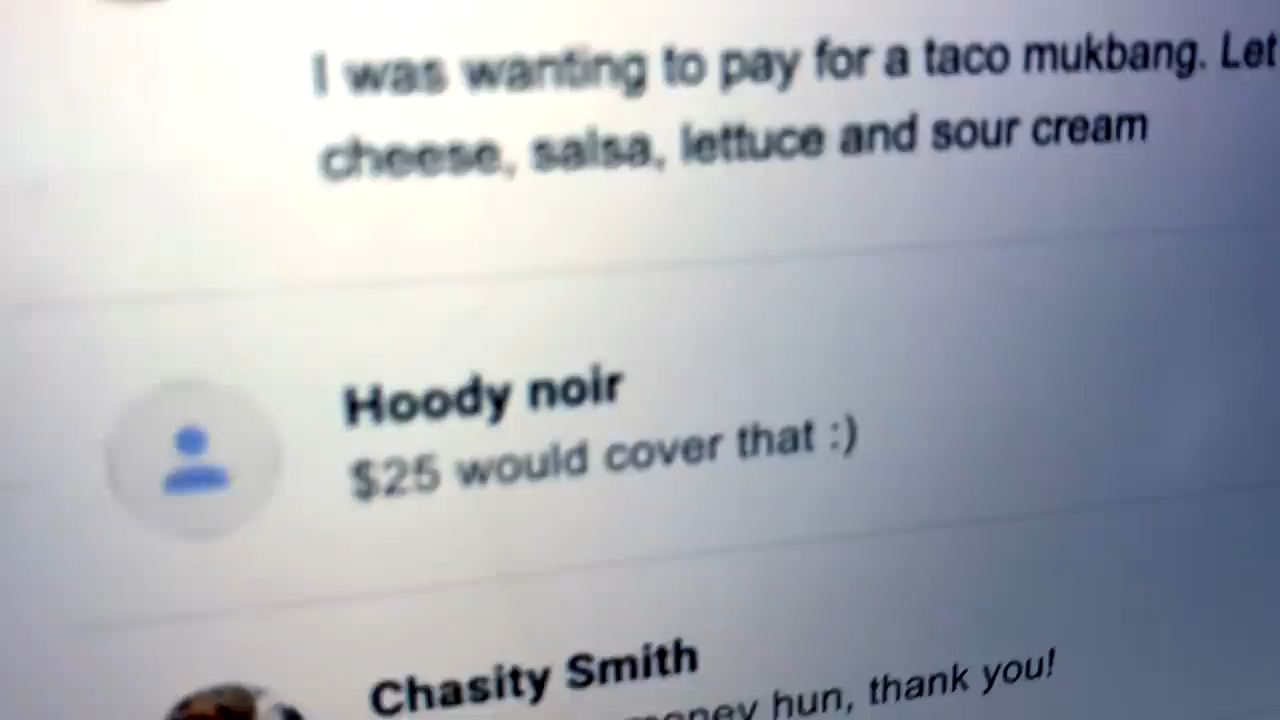 I was wanting to pay for a taco mukbang. Let
cheese, salsa, lettuce and sour cream
Hoody noir
$25 would cover that :)
Chasity Smith
money hun, thank you!